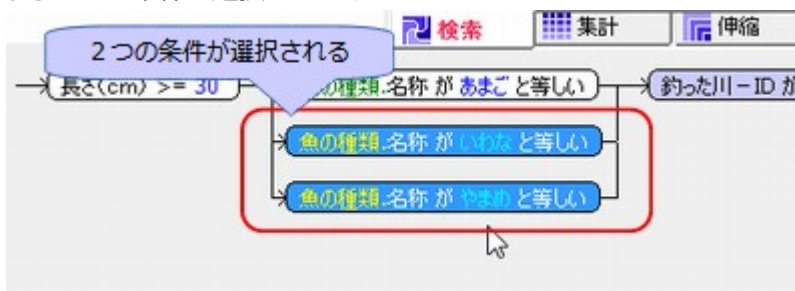 検索 集計 伸縮
2つの条件が選択される
長さ(cm) >= 30
の種類.名称 が あまご と等しい
釣った川-ID が
魚の種類.名称 が いわな と等しい
魚の種類.名称 が やまめ と等しい